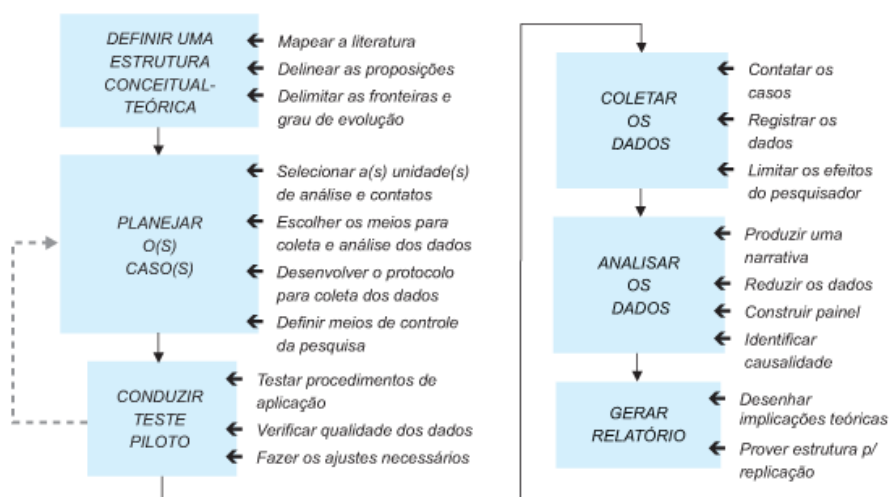 DEFINIR UMA
ESTRUTURA
CONCEITUAL-
TEÓRICA
Mapear a literatura
Delinear as proposições
Delimitar as fronteiras e
grau de evolução
PLANEJAR
O(S)
CASO(S)
Selecionar a(s) unidade(s)
de análise e contatos
Escolher os meios para
coleta e análise dos dados
Desenvolver o protocolo
para coleta dos dados
Definir meios de controle
da pesquisa
CONDUZIR
TESTE
PILOTO
Testar procedimentos de
aplicação
Verificar qualidade dos dados
Fazer os ajustes necessários
COLETAR
OS
DADOS
Contatar os
casos
Registrar os
dados
Limitar os efeitos
do pesquisador
ANALISAR
OS
DADOS
Produzir uma
narrativa
Reduzir os dados
Construir painel
Identificar
causalidade
GERAR
RELATÓRIO
Desenhar
implicações teóricas
Prover estrutura p/
replicação